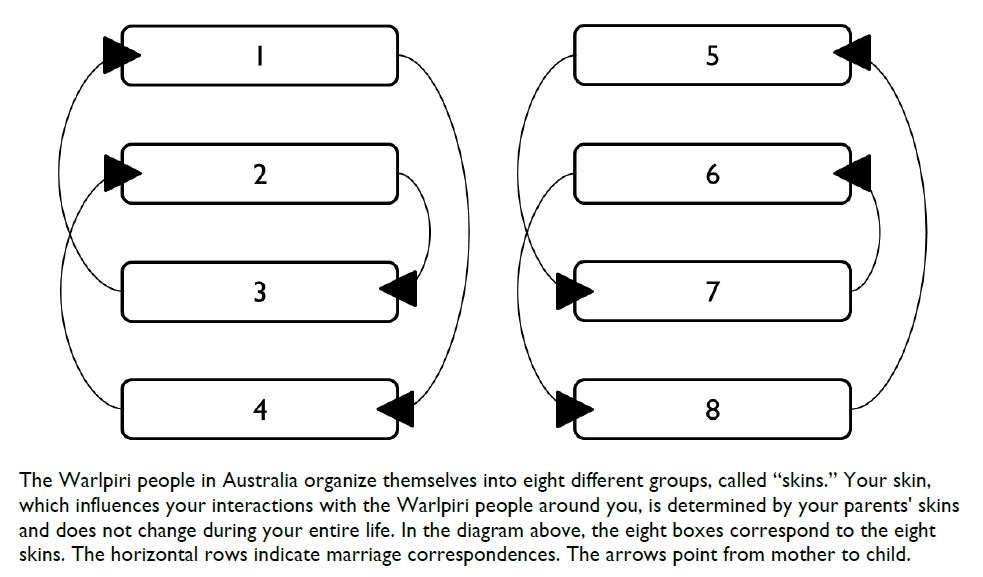 1 5
2 6
3 7
4 8
The Warlpiri people in Australia organize themselves into eight different groups, called “skins.” Your skin,
which influences your interactions with the Warlpiri people around you, is determined by your parents' skins
and does not change during your entire life. In the diagram above, the eight boxes correspond to the eight
skins. The horizontal rows indicate marriage correspondences. The arrows point from mother to child.